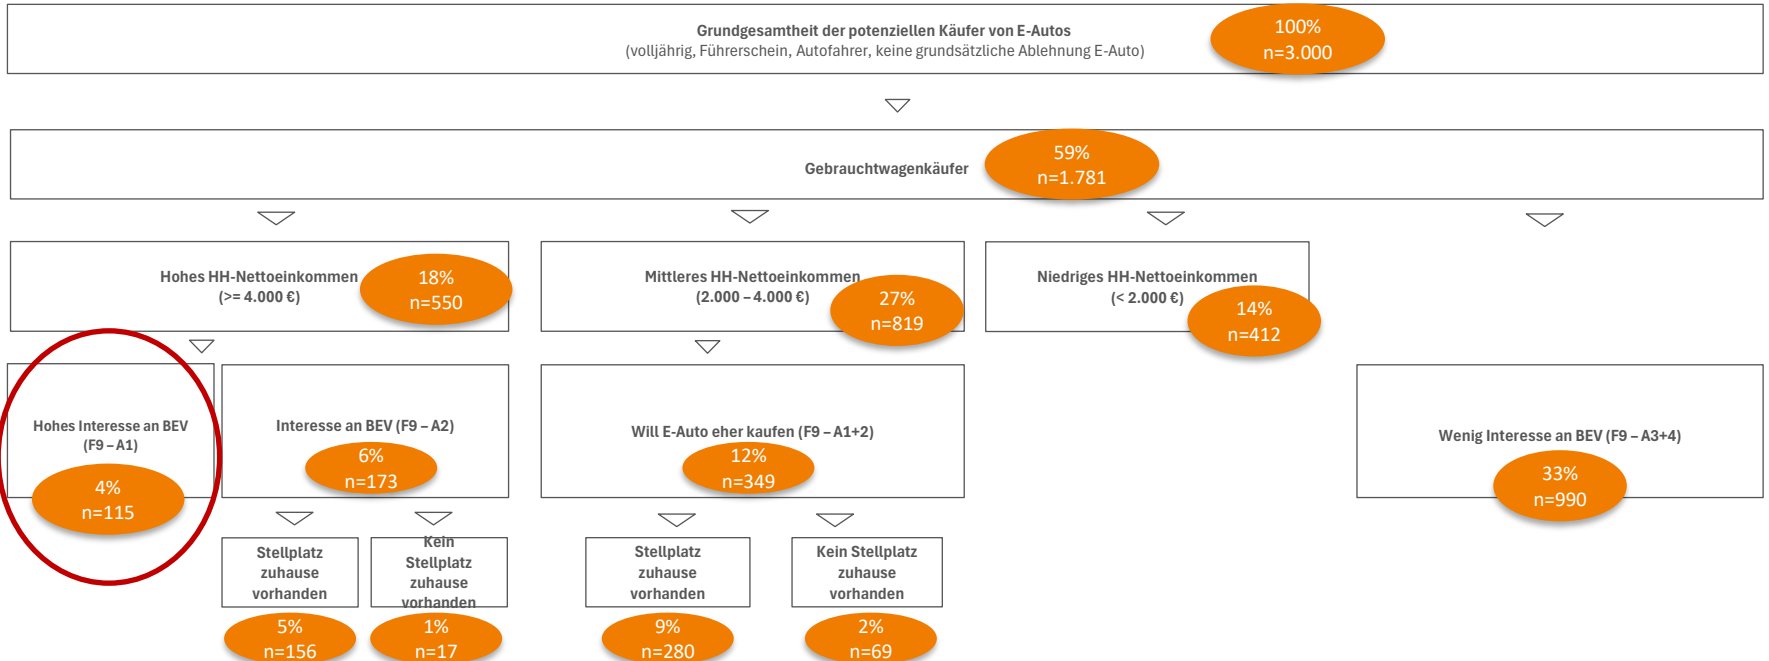 Grundgesamtheit der potenziellen Käufer von E-Autos
(volljährig, Führerschein, Autofahrer, keine grundsätzliche Ablehnung E-Auto)
100%
n=3.000
Gebrauchtwagenkäufer
59%
n=1.781
Hohes HH-Nettoeinkommen
(>= 4.000 €)
18%
n=550
Mittleres HH-Nettoeinkommen
(2.000 – 4.000 €)
27%
n=819
Niedriges HH-Nettoeinkommen
(< 2.000 €)
14%
n=412
Hohes Interesse an BEV
(F9 – A1)
4%
n=115
Interesse an BEV (F9 – A2)
6%
n=173
Will E-Auto eher kaufen (F9 – A1+2)
12%
n=349
Wenig Interesse an BEV (F9 – A3+4)
33%
n=990
Stellplatz
zuhause
vorhanden
5%
n=156
Kein
Stellplatz
zuhause
vorhanden
1%
n=17
Stellplatz
zuhause
vorhanden
9%
n=280
Kein Stellplatz
zuhause
vorhanden
2%
n=69